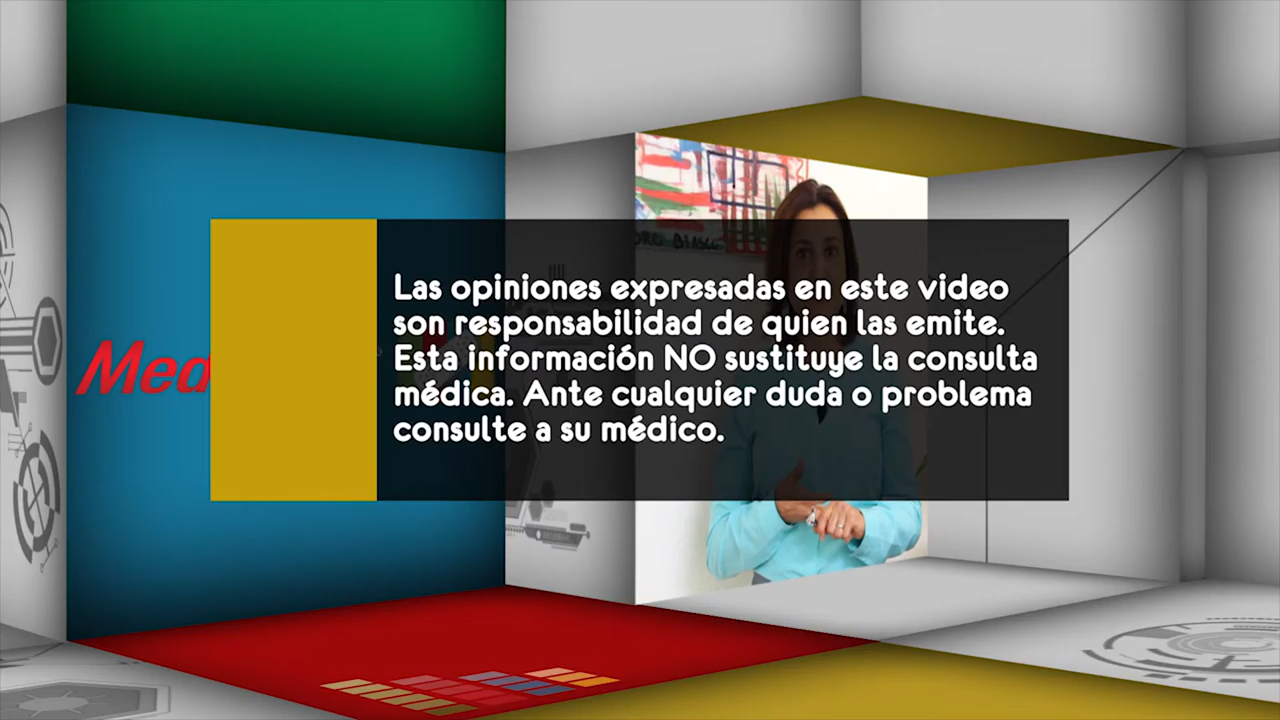 Las opiniones expresadas en este video
son responsabilidad de quien las emite.
Esta información NO sustituye la consulta
médica. Ante cualquier duda o problema
consulte a su médico.
Med